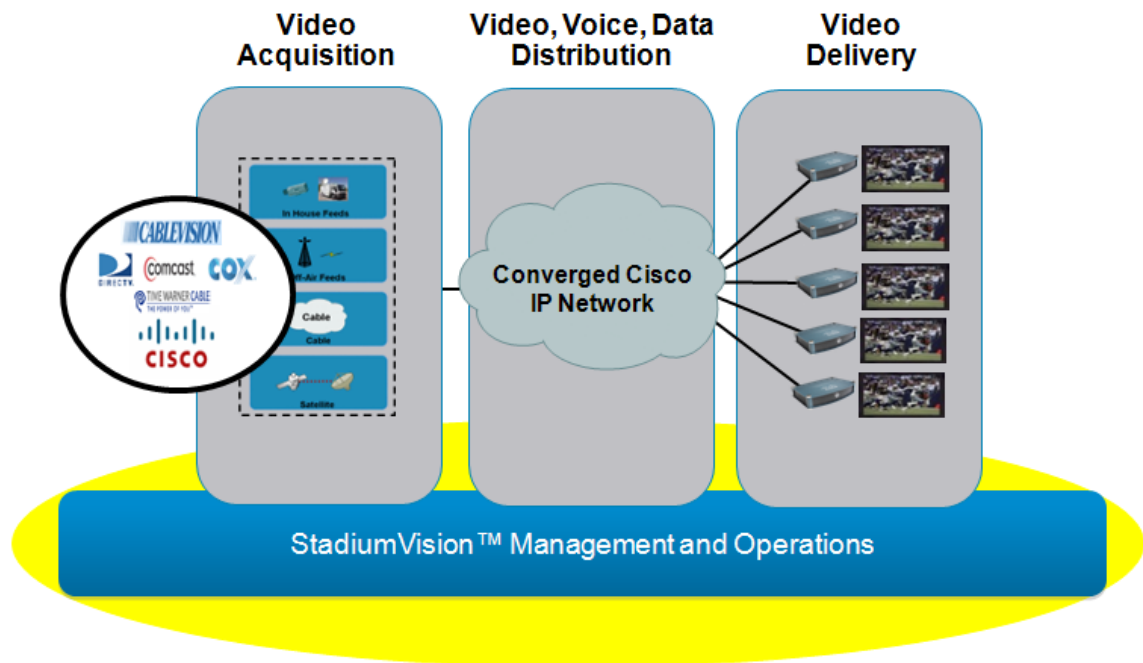 Video
Acquisition
Video, Voice, Data
Distribution
Video
Delivery
In House Feeds
CABLEVISION
DIRECTV
comcast
COX
Off-Air Feeds
TIME WARNER CABLE
THE POWER OF YOU™
Cable
Cable
CISCO
Satellite
Converged Cisco
IP Network
StadiumVision™ Management and Operations